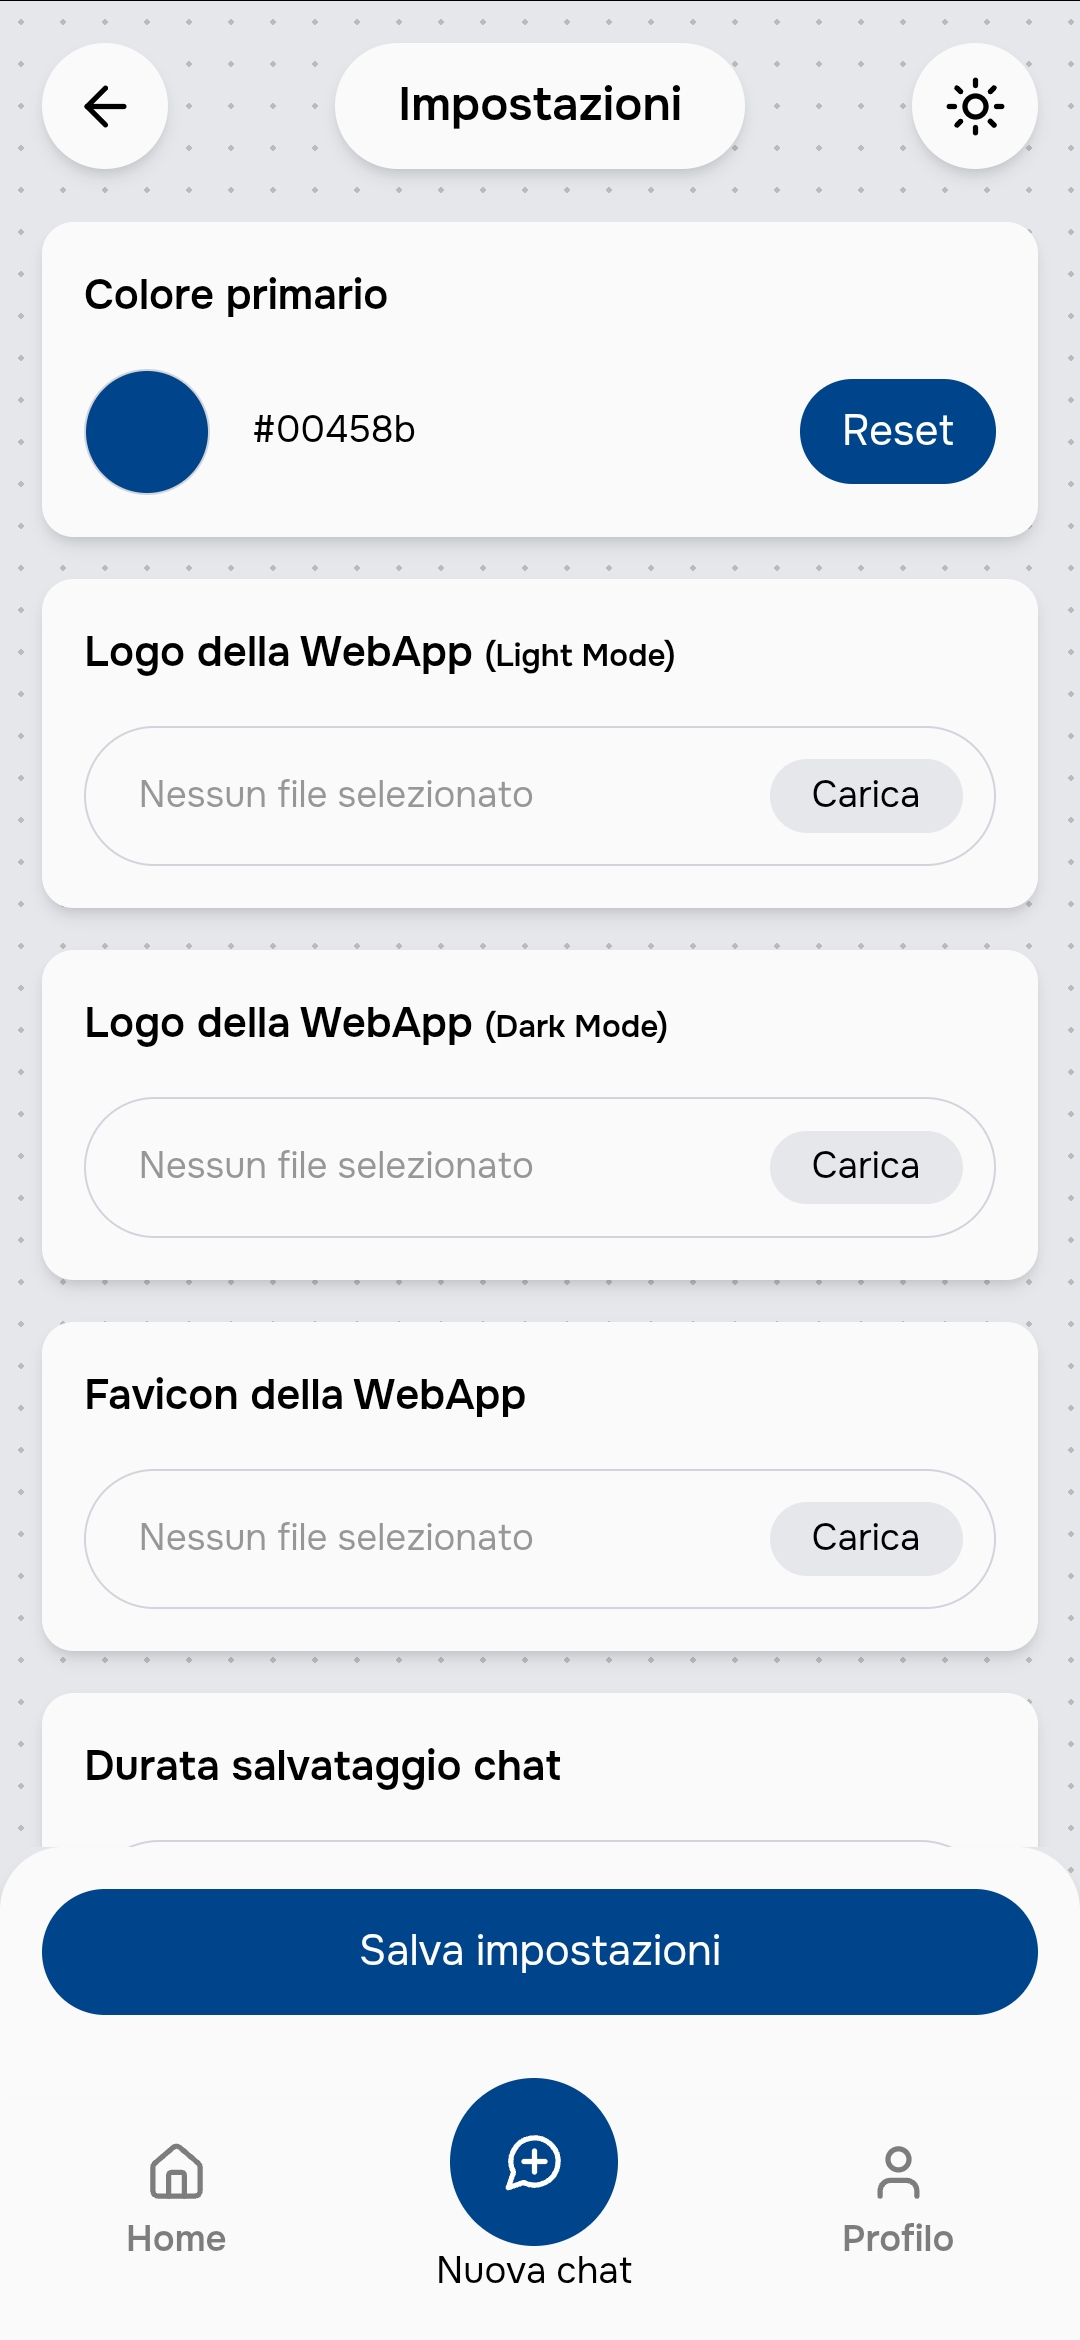 Impostazioni
Colore primario
#00458b
Reset
Logo della WebApp (Light Mode)
Nessun file selezionato
Carica
Logo della WebApp (Dark Mode)
Nessun file selezionato
Carica
Favicon della WebApp
Nessun file selezionato
Carica
Durata salvataggio chat
Salva impostazioni
Home
Nuova chat
Profilo